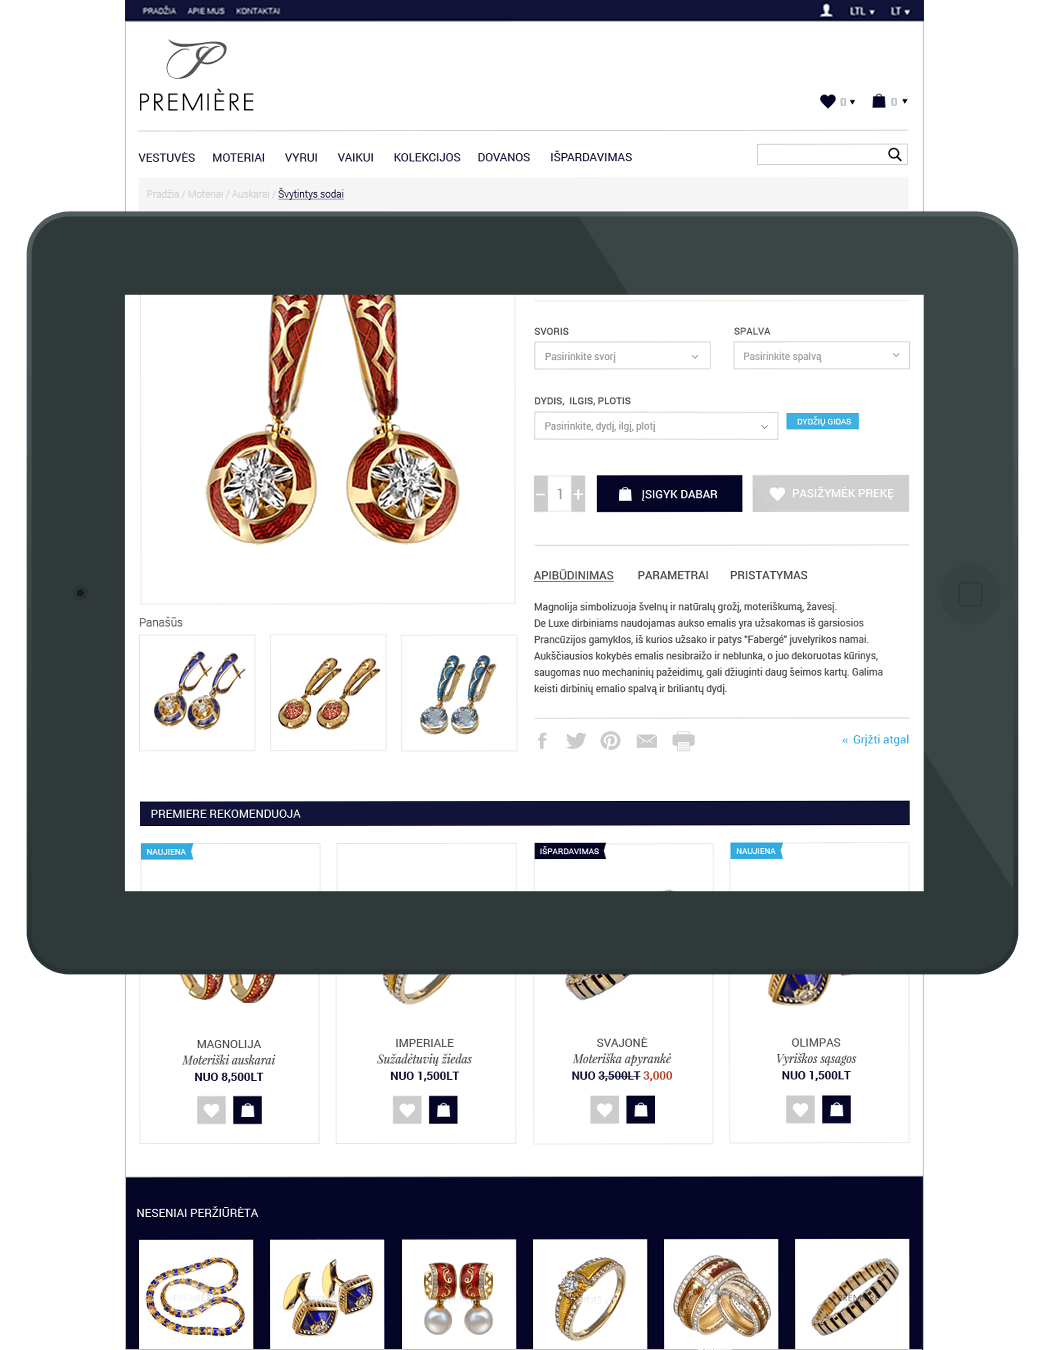 PRADŽIA APIE MUS KONTAKTAI LTL LT
PREMIÈRE
0 0
VESTUVĖS MOTERIAI VYRUI VAIKUI KOLEKCIJOS DOVANOS IŠPARDAVIMAS
Pradžia / Moteriai / Auskarai / Švytintys sodai
SVORIS SPALVA
Pasirinkite svorį Pasirinkite spalvą
DYDIS, ILGIS, PLOTIS
Pasirinkite, dydį, ilgį, plotį DYDŽIŲ GIDAS
− 1 + ĮSIGYK DABAR PASIŽYMĖK PREKĘ
APIBŪDINIMAS PARAMETRAI PRISTATYMAS
Magnolija simbolizuoja švelnų ir natūralų grožį, moteriškumą, žavesį.
De Luxe dirbiniams naudojamas aukso emalis yra užsakomas iš garsiosios
Prancūzijos gamyklos, iš kurios užsako ir patys "Fabergé" juvelyrikos namai.
Aukščiausios kokybės emalis nesibraižo ir neblunka, o juo dekoruotas kūrinys,
saugomas nuo mechaninių pažeidimų, gali džiuginti daug šeimos kartų. Galima
keisti dirbinių emalio spalvą ir briliantų dydį.
Panašūs
« Grįžti atgal
PREMIERE REKOMENDUOJA
NAUJIENA IŠPARDAVIMAS NAUJIENA
MAGNOLIJA IMPERIALE SVAJONĖ OLIMPAS
Moteriški auskarai Sužadėtuvių žiedas Moteriška apyrankė Vyriškos sąsagos
NUO 8,500LT NUO 1,500LT NUO 3,500LT 3,000 NUO 1,500LT
NESENIAI PERŽIŪRĖTA